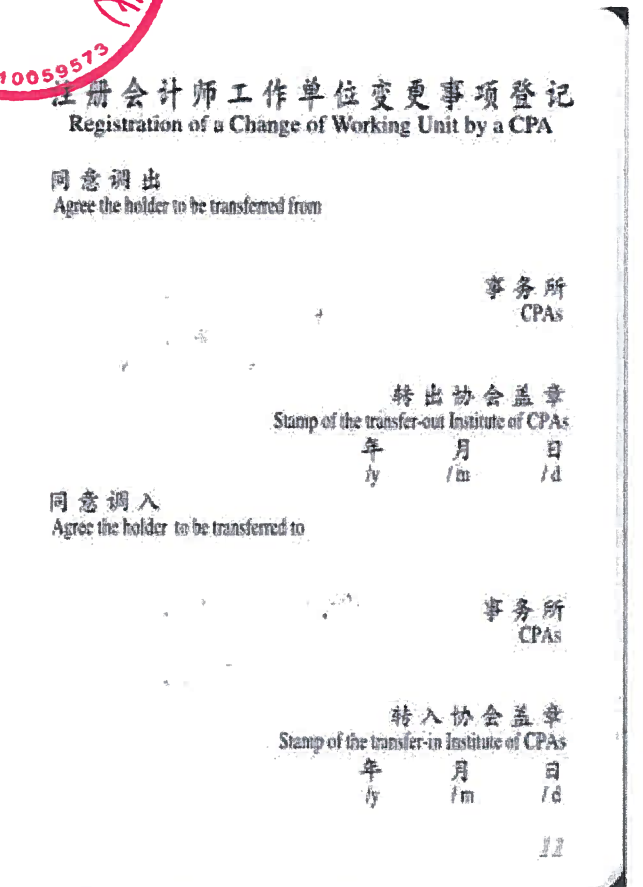 10059573
注册会计师工作单位变更事项登记
Registration of a Change of Working Unit by a CPA
同意调出
Agree the holder to be transferred from
事务所
CPAs
转出协会盖章
Stamp of the transfer-out Institute of CPAs
年 月 日
/y /m /d
同意调入
Agree the holder to be transferred to
事务所
CPAs
转入协会盖章
Stamp of the transfer-in Institute of CPAs
年 月 日
/y /m /d